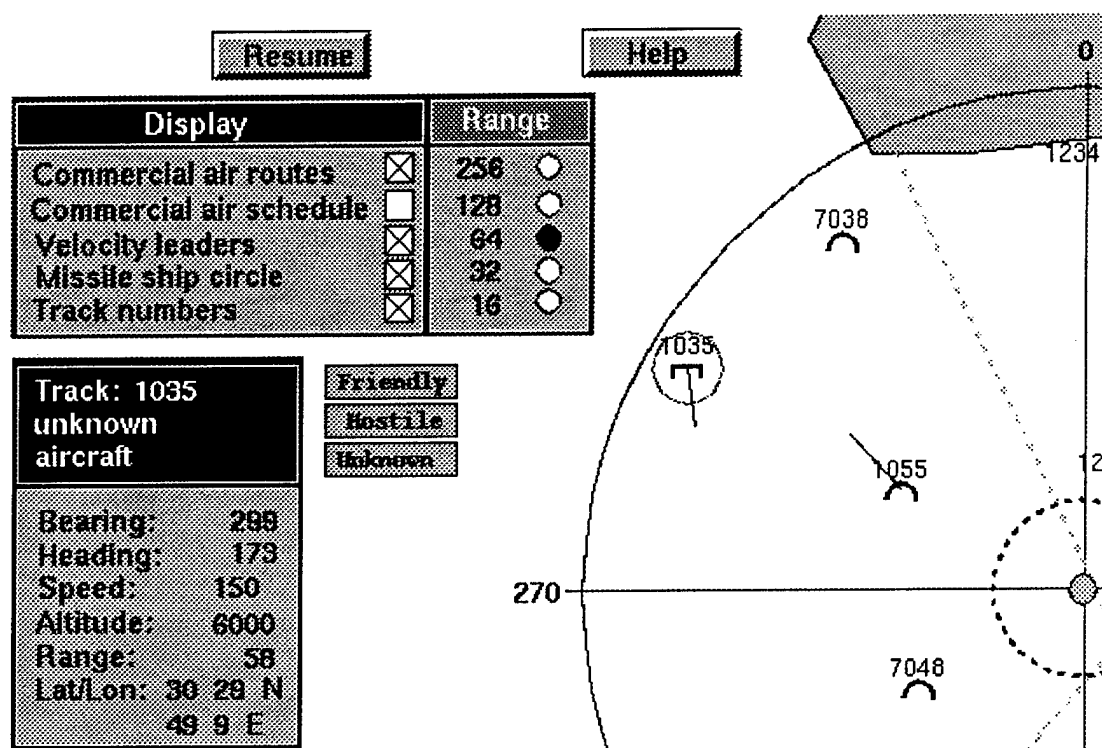 Resume
Help
0
Display
Range
Commercial air routes
256
Commercial air schedule
128
Velocity leaders
64
Missile ship circle
32
Track numbers
16
1234
7038
1035
1055
12
270
7048
Track: 1035
unknown
aircraft
Friendly
Hostile
Unknown
Bearing: 299
Heading: 173
Speed: 150
Altitude: 6000
Range: 58
Lat/Lon: 30 29 N
49 9 E